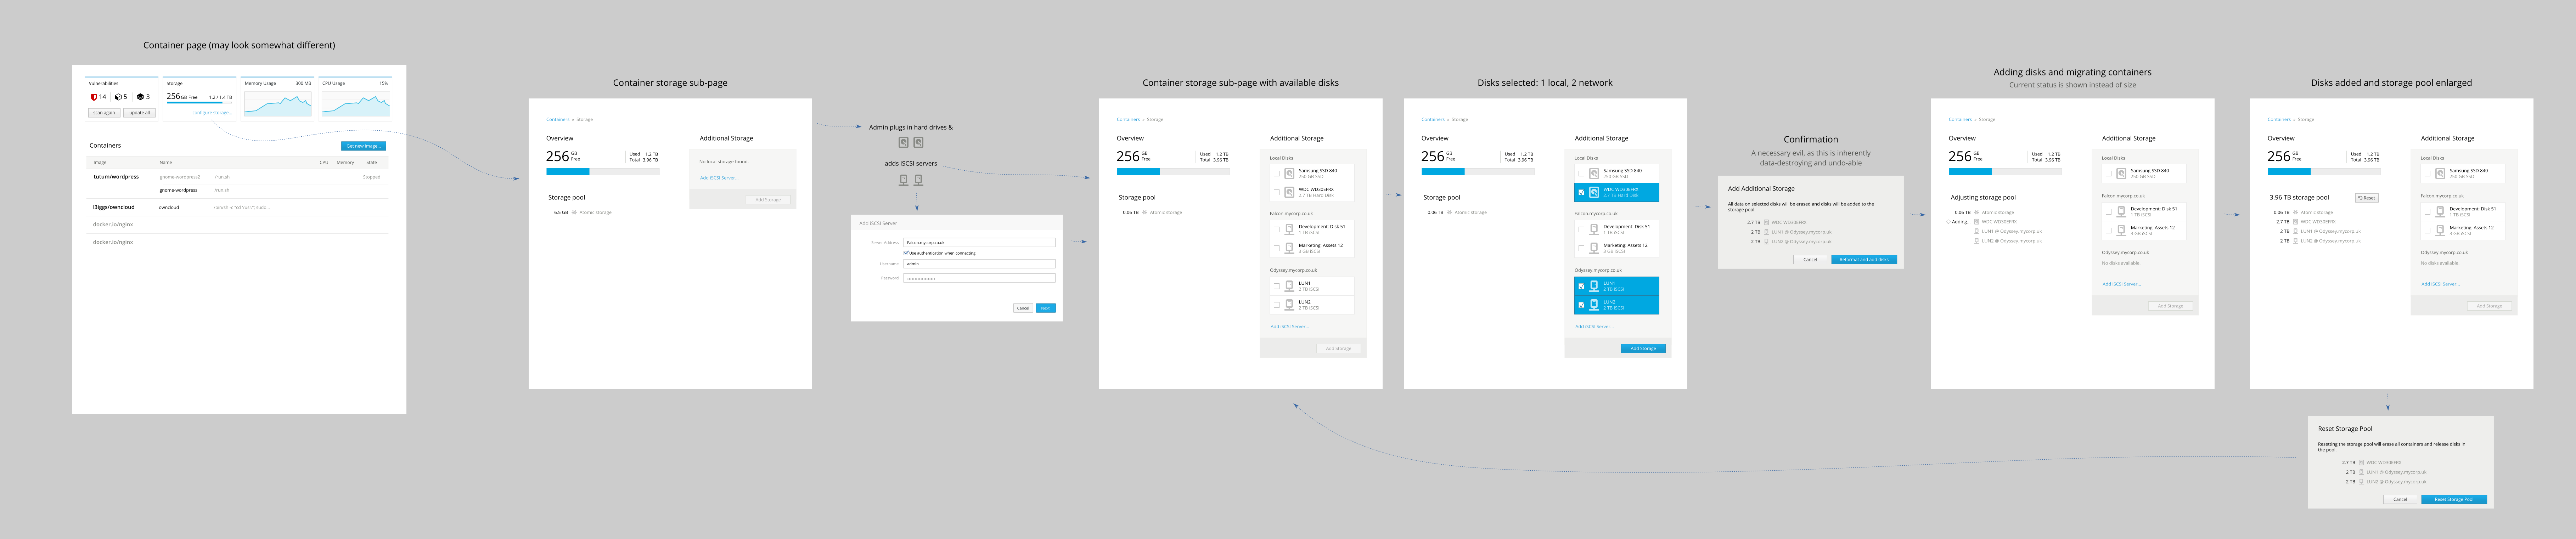 Container page (may look somewhat different)
Vulnerabilities
14 5 3
scan again update all
Storage
256 GB Free 1.2 / 1.4 TB
configure storage...
Memory Usage 300 MB
CPU Usage 15%
Containers
Get new image...
Image Name CPU Memory State
tutum/wordpress gnome-wordpress2 /run.sh Stopped
gnome-wordpress /run.sh
l3iggs/owncloud owncloud
docker.io/nginx
docker.io/nginx
Container storage sub-page
Containers » Storage
Overview
256 GB Free
Used 1.2 TB
Total 3.96 TB
Storage pool
6.5 GB Atomic storage
Additional Storage
No local storage found.
Add iSCSI Server...
Add Storage
Admin plugs in hard drives &
adds iSCSI servers
Add iSCSI Server
Server Address Falcon.mycorp.co.uk
Use authentication when connecting
Username admin
Password
Cancel Next
Container storage sub-page with available disks
Containers » Storage
Overview
256 GB Free
Used 1.2 TB
Total 3.96 TB
Storage pool
0.06 TB Atomic storage
Additional Storage
Local Disks
Samsung SSD 840
250 GB SSD
WDC WD30EFRX
2.7 TB Hard Disk
Falcon.mycorp.co.uk
Development: Disk 51
1 TB iSCSI
Marketing: Assets 12
3 GB iSCSI
Odyssey.mycorp.co.uk
LUN1
2 TB iSCSI
LUN2
2 TB iSCSI
Add iSCSI Server...
Add Storage
Disks selected: 1 local, 2 network
Containers » Storage
Overview
256 GB Free
Used 1.2 TB
Total 3.96 TB
Storage pool
0.06 TB Atomic storage
Additional Storage
Local Disks
Samsung SSD 840
250 GB SSD
WDC WD30EFRX
2.7 TB Hard Disk
Falcon.mycorp.co.uk
Development: Disk 51
1 TB iSCSI
Marketing: Assets 12
3 GB iSCSI
Odyssey.mycorp.co.uk
LUN1
2 TB iSCSI
LUN2
2 TB iSCSI
Add iSCSI Server...
Add Storage
Confirmation
A necessary evil, as this is inherently
data-destroying and undo-able
Add Additional Storage
All data on selected disks will be erased and disks will be added to the
storage pool.
2.7 TB WDC WD30EFRX
2 TB LUN1 @ Odyssey.mycorp.uk
2 TB LUN2 @ Odyssey.mycorp.uk
Cancel Reformat and add disks
Adding disks and migrating containers
Current status is shown instead of size
Containers » Storage
Overview
256 GB Free
Used 1.2 TB
Total 3.96 TB
Adjusting storage pool
0.06 TB Atomic storage
Adding... WDC WD30EFRX
LUN1 @ Odyssey.mycorp.uk
LUN2 @ Odyssey.mycorp.uk
Additional Storage
Local Disks
Samsung SSD 840
250 GB SSD
Falcon.mycorp.co.uk
Development: Disk 51
1 TB iSCSI
Marketing: Assets 12
3 GB iSCSI
Odyssey.mycorp.co.uk
No disks available.
Add iSCSI Server...
Add Storage
Disks added and storage pool enlarged
Containers » Storage
Overview
256 GB Free
Used 1.2 TB
Total 3.96 TB
3.96 TB storage pool
Reset
0.06 TB Atomic storage
2.7 TB WDC WD30EFRX
2 TB LUN1 @ Odyssey.mycorp.uk
2 TB LUN2 @ Odyssey.mycorp.uk
Additional Storage
Local Disks
Samsung SSD 840
250 GB SSD
Falcon.mycorp.co.uk
Development: Disk 51
1 TB iSCSI
Marketing: Assets 12
3 GB iSCSI
Odyssey.mycorp.co.uk
No disks available.
Add iSCSI Server...
Add Storage
Reset Storage Pool
Resetting the storage pool will erase all containers and release disks in
the pool.
2.7 TB WDC WD30EFRX
2 TB LUN1 @ Odyssey.mycorp.uk
2 TB LUN2 @ Odyssey.mycorp.uk
Cancel Reset Storage Pool